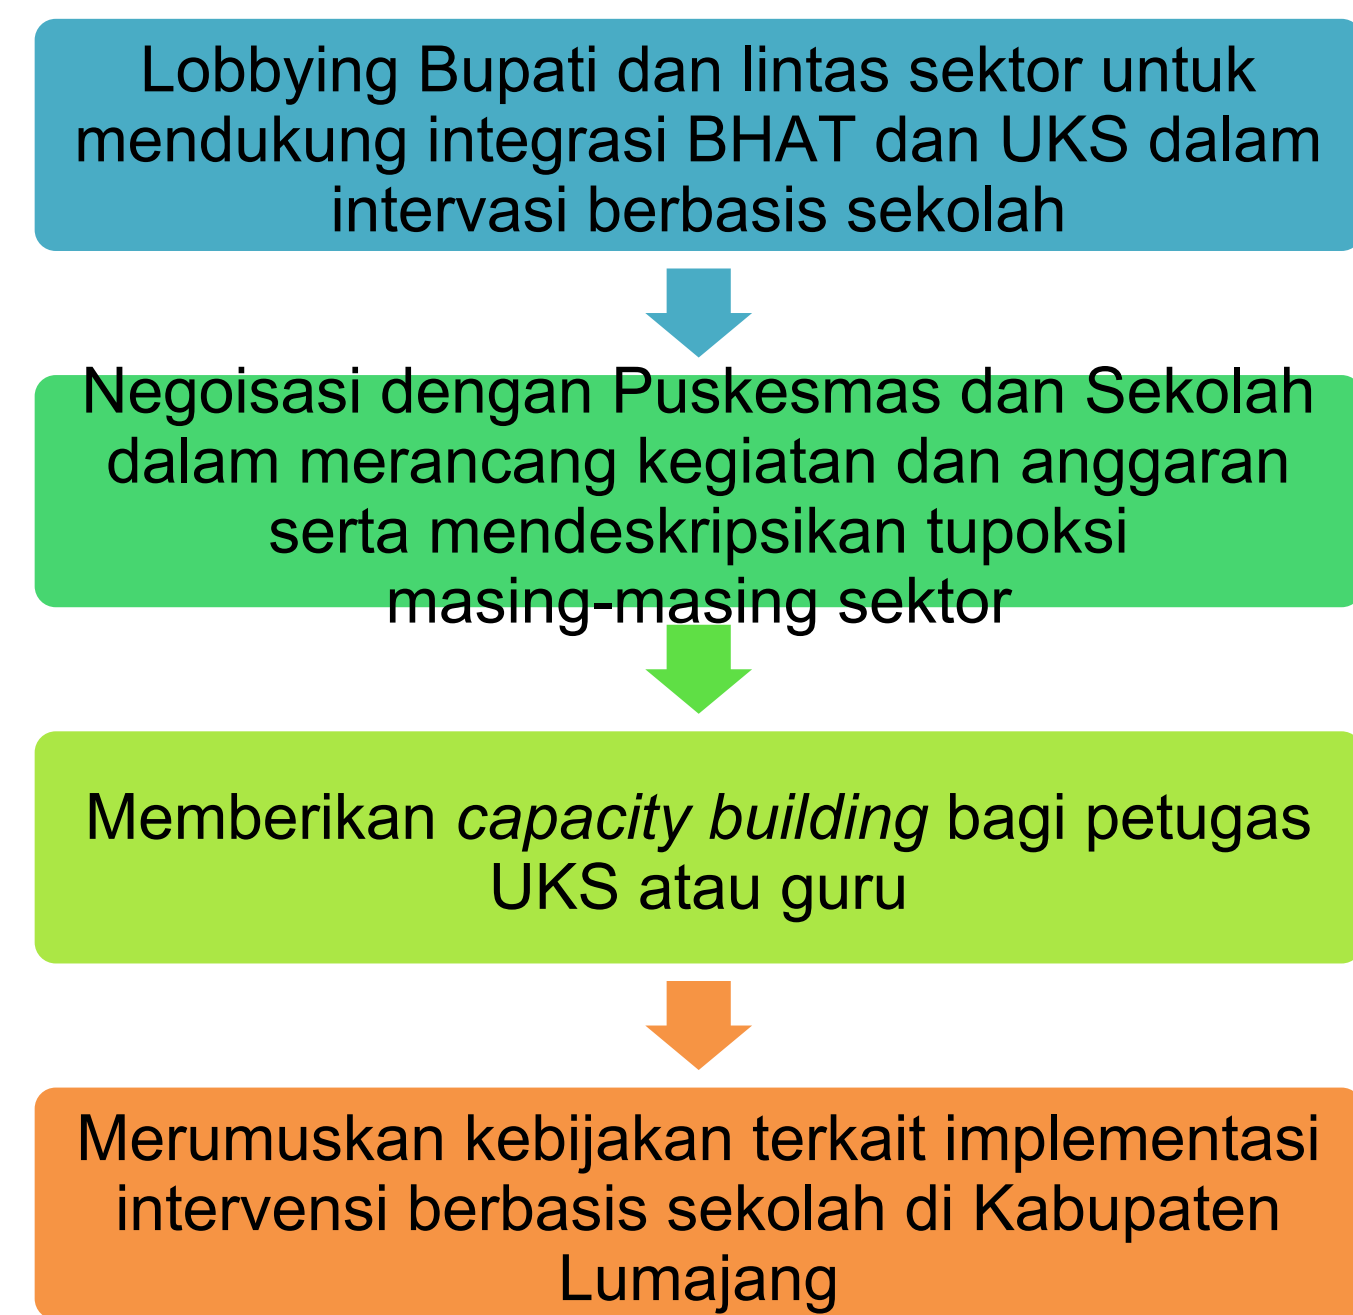 Lobbying Bupati dan lintas sektor untuk
mendukung integrasi BHAT dan UKS dalam
intervasi berbasis sekolah
Negoisasi dengan Puskesmas dan Sekolah
dalam merancang kegiatan dan anggaran
serta mendeskripsikan tupoksi
masing-masing sektor
Memberikan capacity building bagi petugas
UKS atau guru
Merumuskan kebijakan terkait implementasi
intervensi berbasis sekolah di Kabupaten
Lumajang